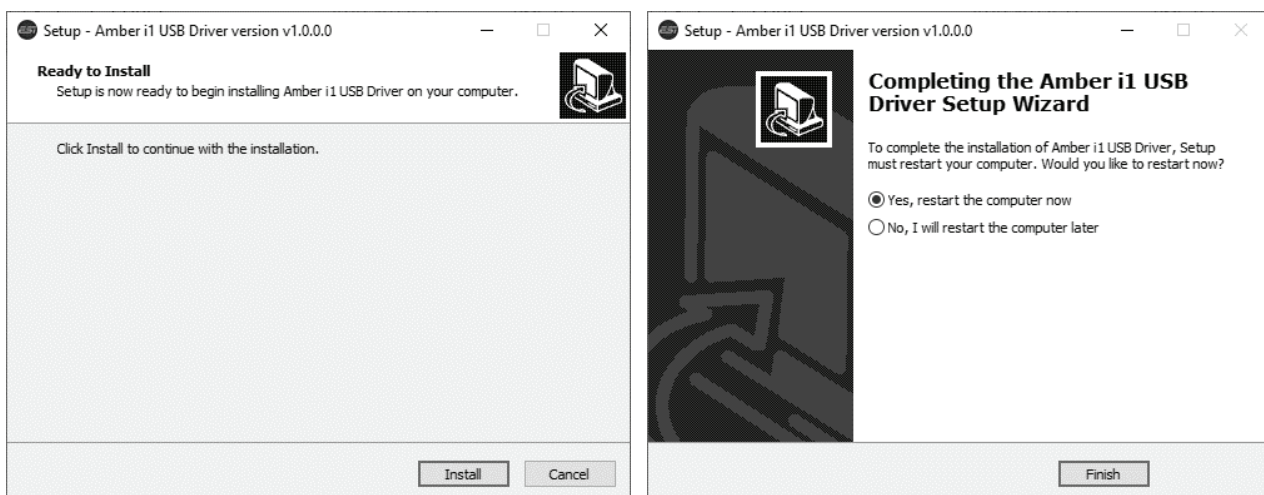 Setup - Amber i1 USB Driver version v1.0.0.0
Ready to Install
Setup is now ready to begin installing Amber i1 USB Driver on your computer.
Click Install to continue with the installation.
Install
Cancel
ESI
Setup - Amber i1 USB Driver version v1.0.0.0
Completing the Amber i1 USB
Driver Setup Wizard
To complete the installation of Amber i1 USB Driver, Setup
must restart your computer. Would you like to restart now?
Yes, restart the computer now
No, I will restart the computer later
Finish